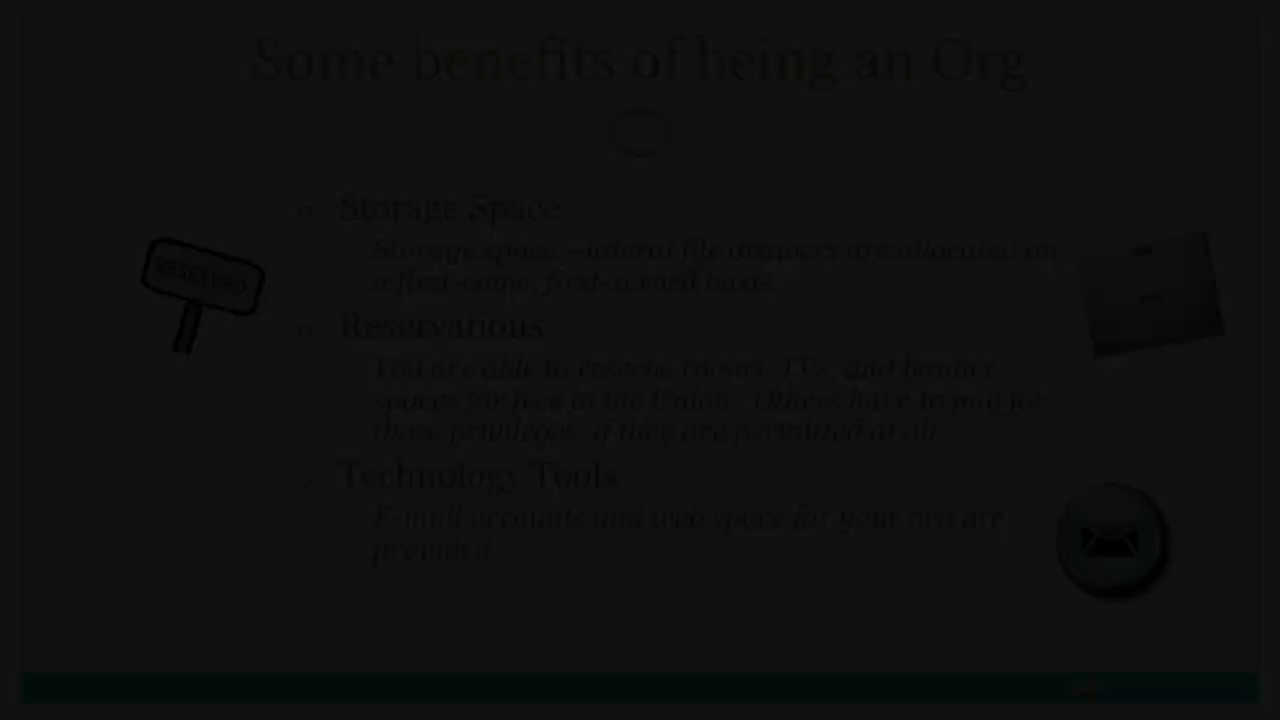 Some benefits of being an Org
Storage Space
Storage space – lateral file drawers are allocated on
a first-come, first-served basis.
RESERVED
Reservations
You are able to reserve rooms, TVs, and banner
spaces for free in the Union. Others have to pay for
these privileges, if they are permitted at all.
Technology Tools
E-mail accounts and web space for your org are
provided.